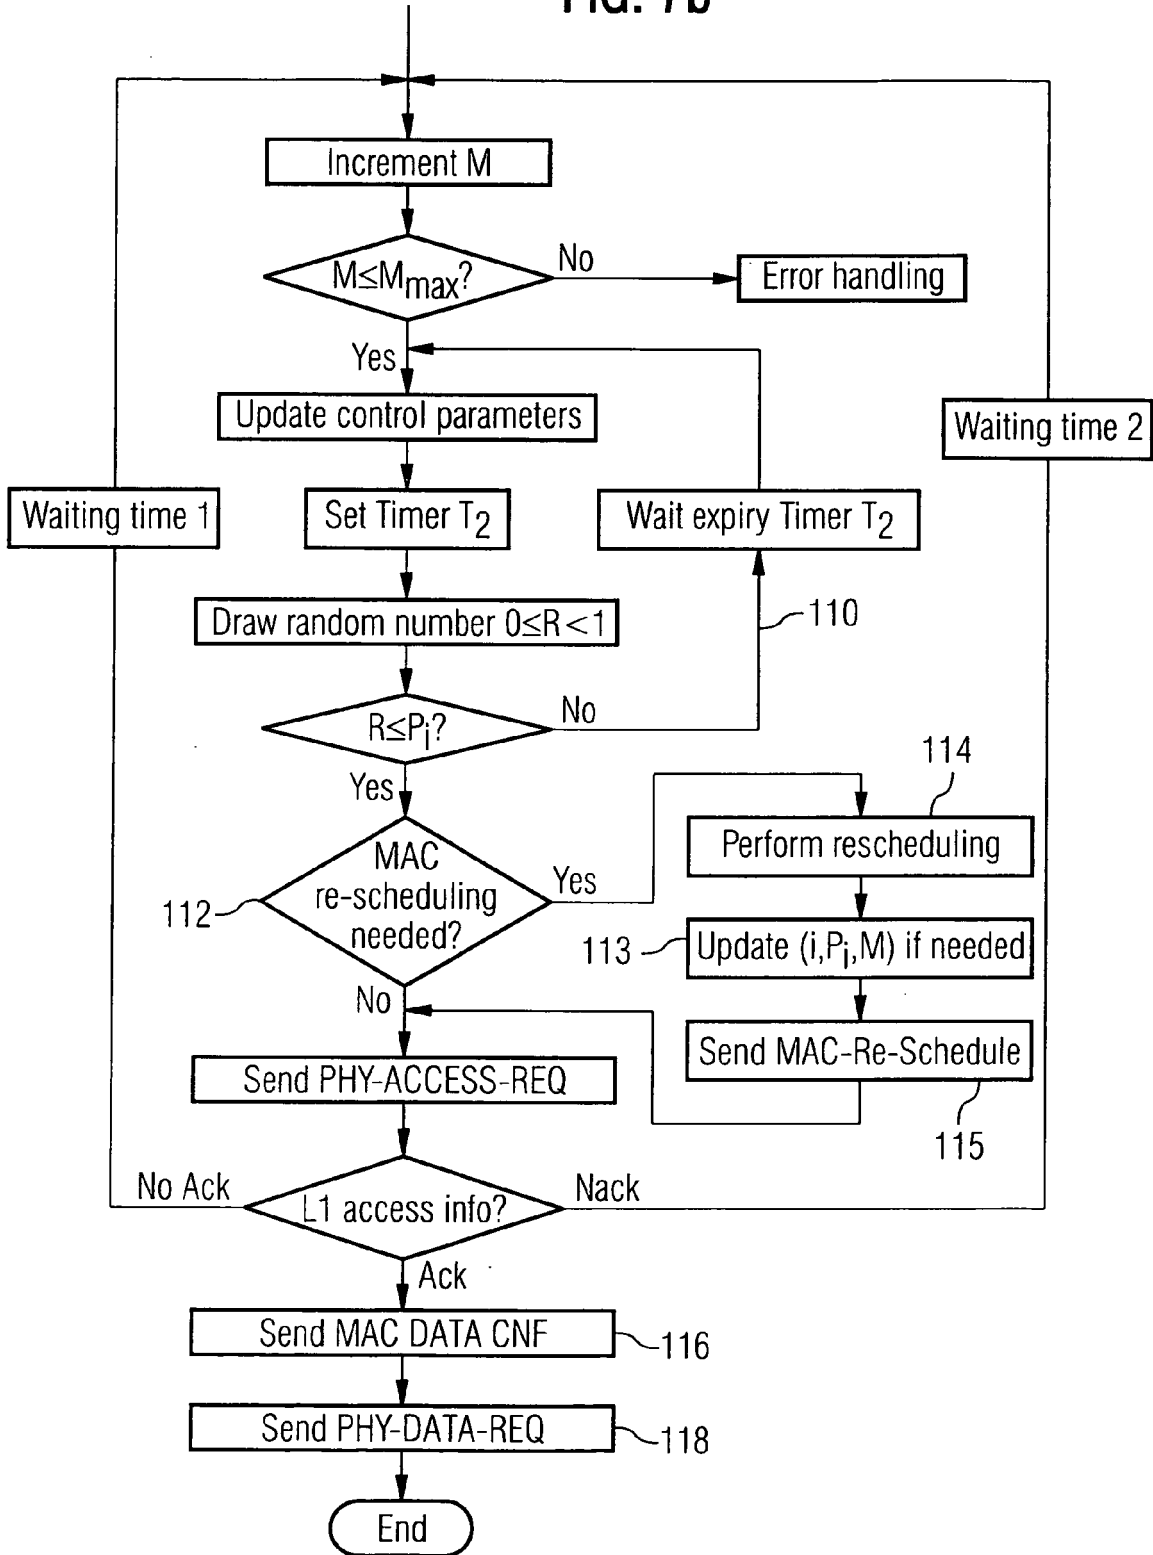 FIG. 7b
Increment M
M≤Mmax?
No
Error handling
Yes
Update control parameters
Waiting time 2
Waiting time 1
Set Timer T2
Wait expiry Timer T2
Draw random number 0≤R<1
110
R≤Pi?
No
Yes
114
Perform rescheduling
MAC
re-scheduling
needed?
Yes
112
113
Update (i,Pi,M) if needed
No
Send MAC-Re-Schedule
Send PHY-ACCESS-REQ
115
No Ack
L1 access info?
Nack
Ack
Send MAC DATA CNF
116
Send PHY-DATA-REQ
118
End